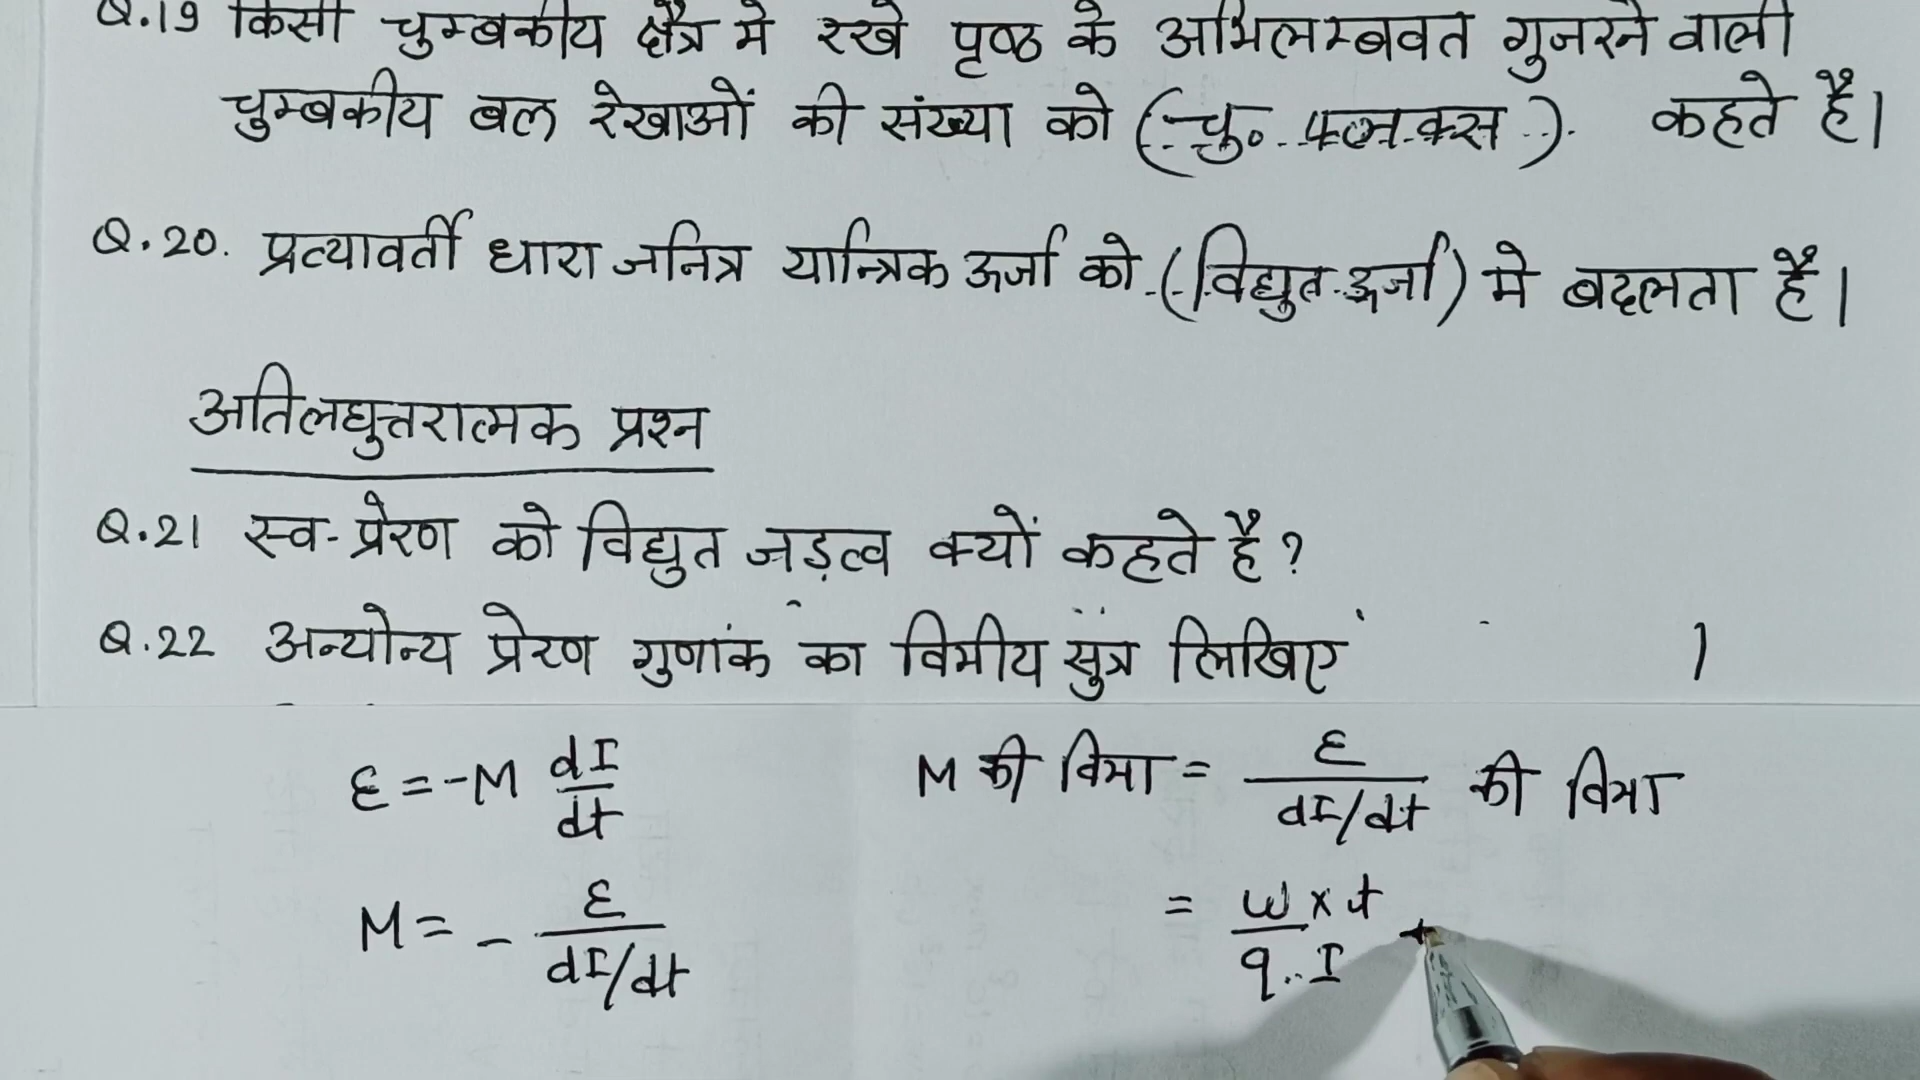 Q.19 किसी चुम्बकीय क्षेत्र मे रखे पृष्ठ के अभिलम्बवत गुजरने वाली
चुम्बकीय बल रेखाओं की संख्या को (चु० फ्लक्स) कहते है।
Q.20. प्रत्यावर्ती धारा जनित्र यान्त्रिक ऊर्जा को (विद्युत ऊर्जा) मे बदलता है।
अतिलघुत्तरात्मक प्रश्न
Q.21 स्व-प्रेरण को विद्युत जड़त्व क्यों कहते है?
Q.22 अन्योन्य प्रेरण गुणांक का विमीय सुत्र लिखिए ।
ε = -M dI/dt
M की विमा = ε / dI/dt की विमा
M = - ε / dI/dt
= W × t / q . I